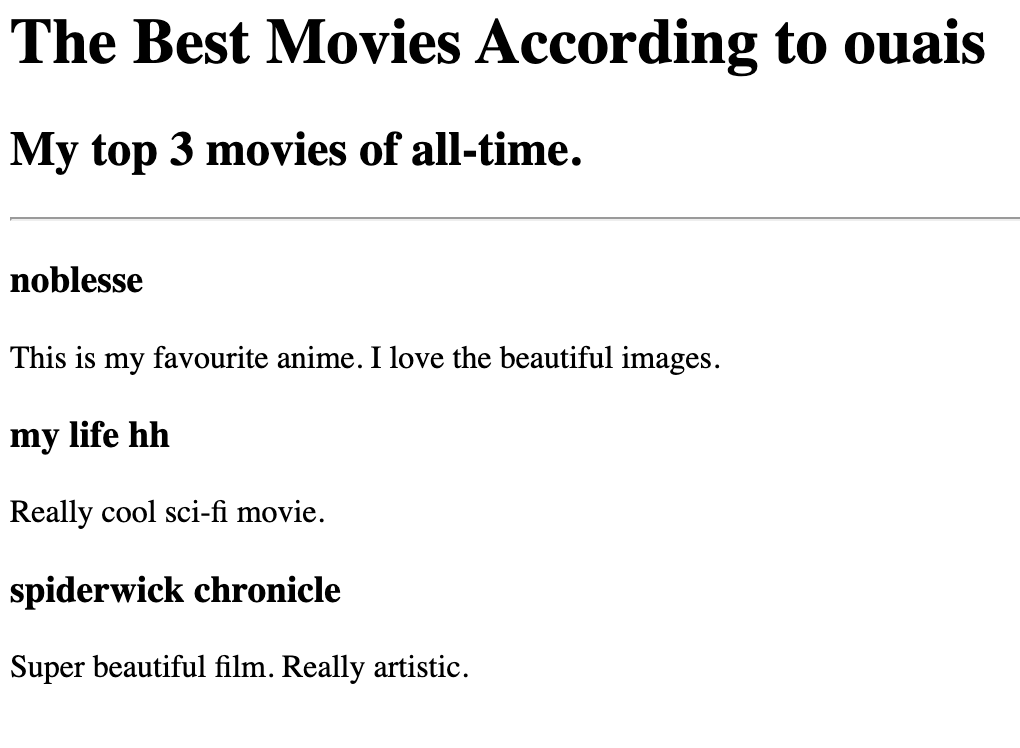 The Best Movies According to ouais
My top 3 movies of all-time.
noblesse
This is my favourite anime. I love the beautiful images.
my life hh
Really cool sci-fi movie.
spiderwick chronicle
Super beautiful film. Really artistic.